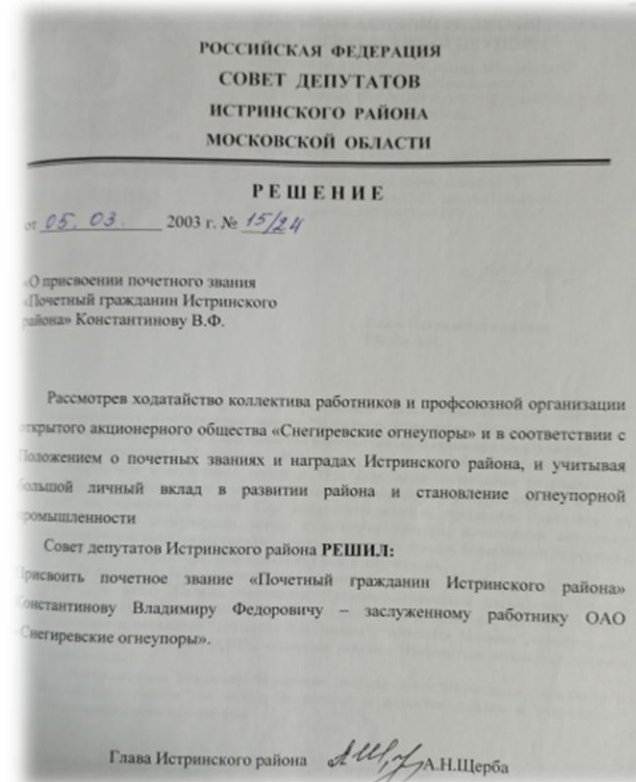 РОССИЙСКАЯ ФЕДЕРАЦИЯ
СОВЕТ ДЕПУТАТОВ
ИСТРИНСКОГО РАЙОНА
МОСКОВСКОЙ ОБЛАСТИ
РЕШЕНИЕ
от 05.03. 2003 г. № 15/24
«О присвоении почетного звания
«Почетный гражданин Истринского
района» Константинову В.Ф.
Рассмотрев ходатайство коллектива работников и профсоюзной организации
открытого акционерного общества «Снегиревские огнеупоры» и в соответствии с
Положением о почетных званиях и наградах Истринского района, и учитывая
большой личный вклад в развитии района и становление огнеупорной
промышленности
Совет депутатов Истринского района РЕШИЛ:
Присвоить почетное звание «Почетный гражданин Истринского района»
Константинову Владимиру Федоровичу – заслуженному работнику ОАО
«Снегиревские огнеупоры».
Глава Истринского района А.Н.Щерба